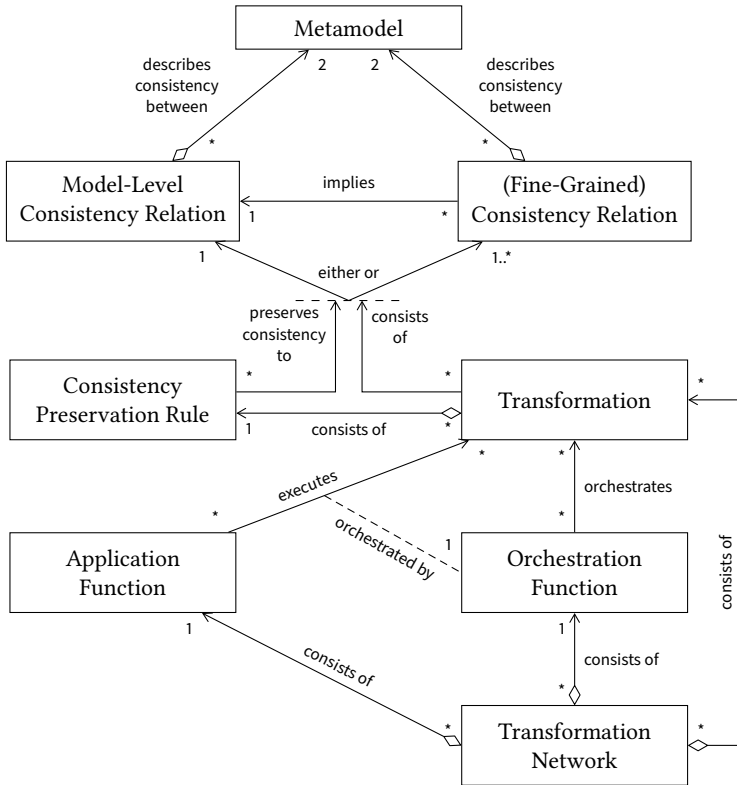 Metamodel
2
2
describes
consistency
between
describes
consistency
between
*
*
Model-Level
Consistency Relation
implies
1
*
(Fine-Grained)
Consistency Relation
1
either or
1..*
preserves
consistency
to
consists
of
*
*
Consistency
Preservation Rule
Transformation
*
1
consists of
*
executes
*
*
orchestrates
*
*
orchestrated by
1
Application
Function
Orchestration
Function
consists of
1
1
consists of
consists of
*
*
*
Transformation
Network